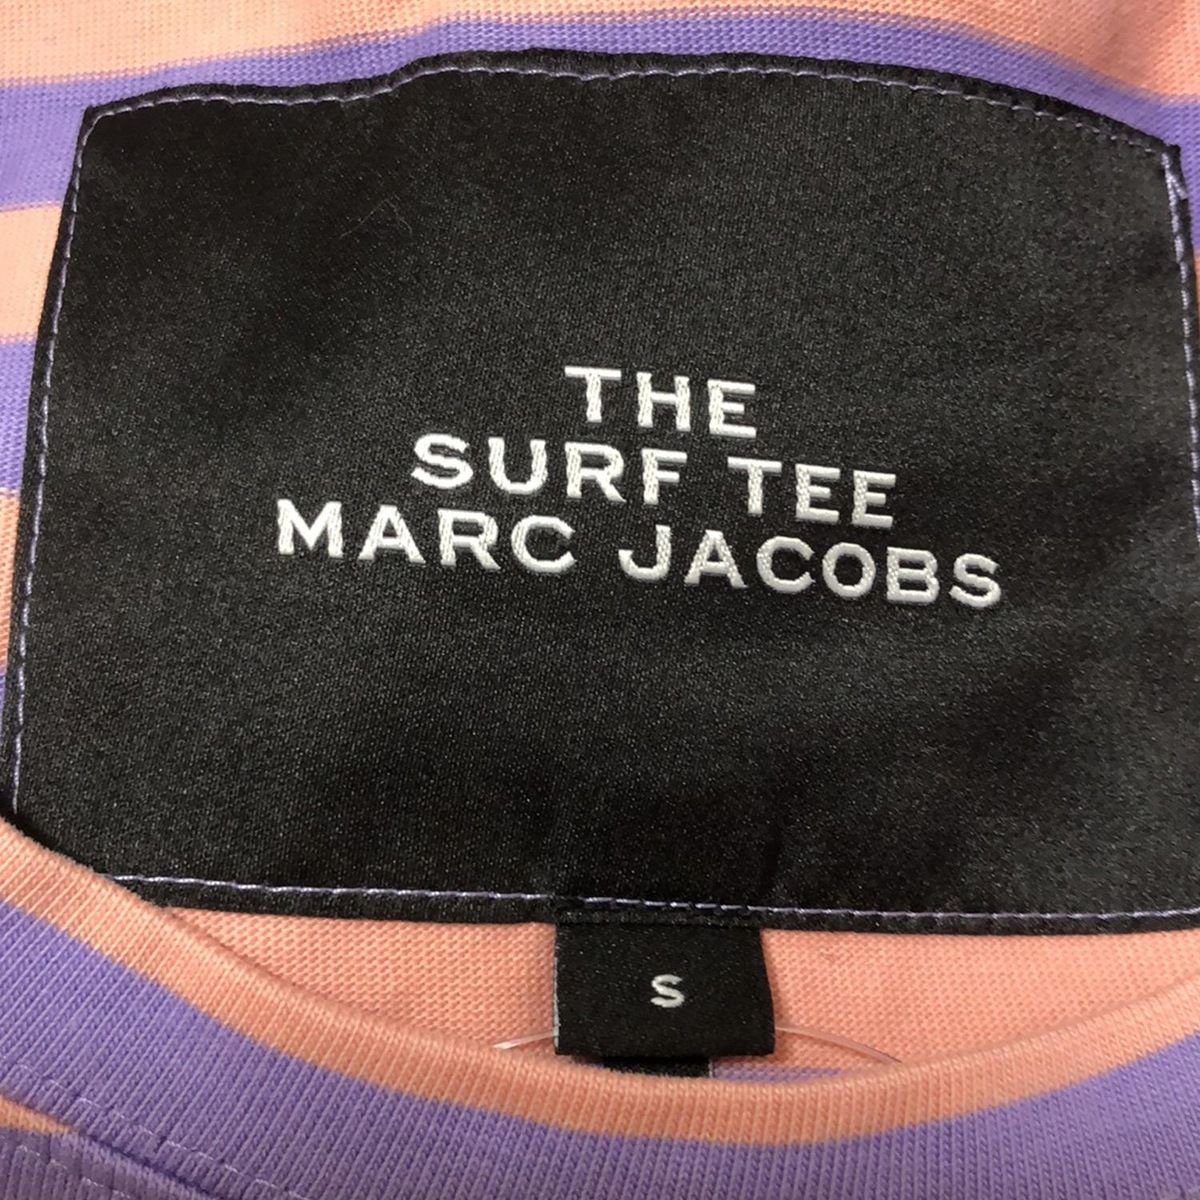 THE
SURF TEE
MARC JACOBS
S